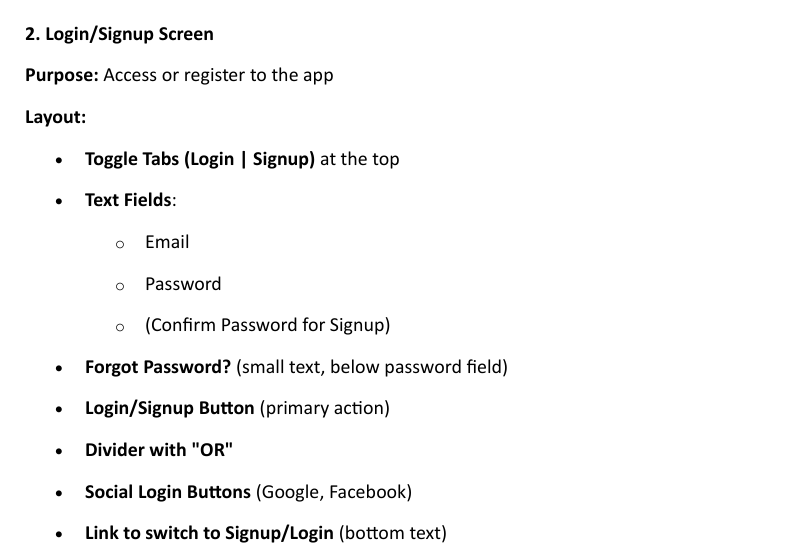 2. Login/Signup Screen
Purpose: Access or register to the app
Layout:
• Toggle Tabs (Login | Signup) at the top
• Text Fields:
o Email
o Password
o (Confirm Password for Signup)
• Forgot Password? (small text, below password field)
• Login/Signup Button (primary action)
• Divider with "OR"
• Social Login Buttons (Google, Facebook)
• Link to switch to Signup/Login (bottom text)